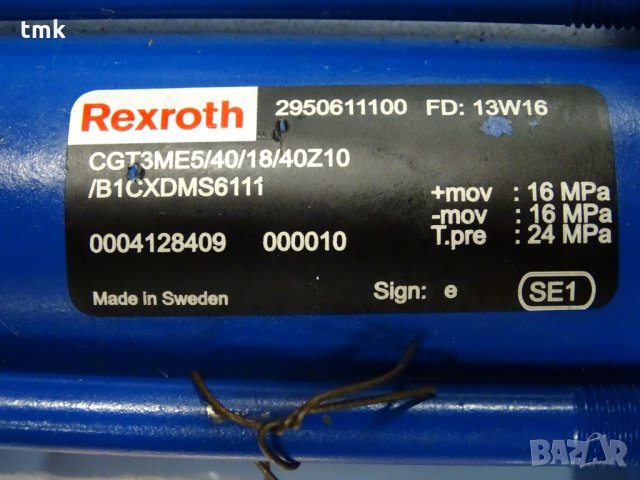 tmk
Rexroth 2950611100 FD: 13W16
CGT3ME5/40/18/40Z10
/B1CXDMS6111
+mov : 16 MPa
-mov : 16 MPa
T.pre : 24 MPa
0004128409 000010
Made in Sweden Sign: e SE1
BAZAR